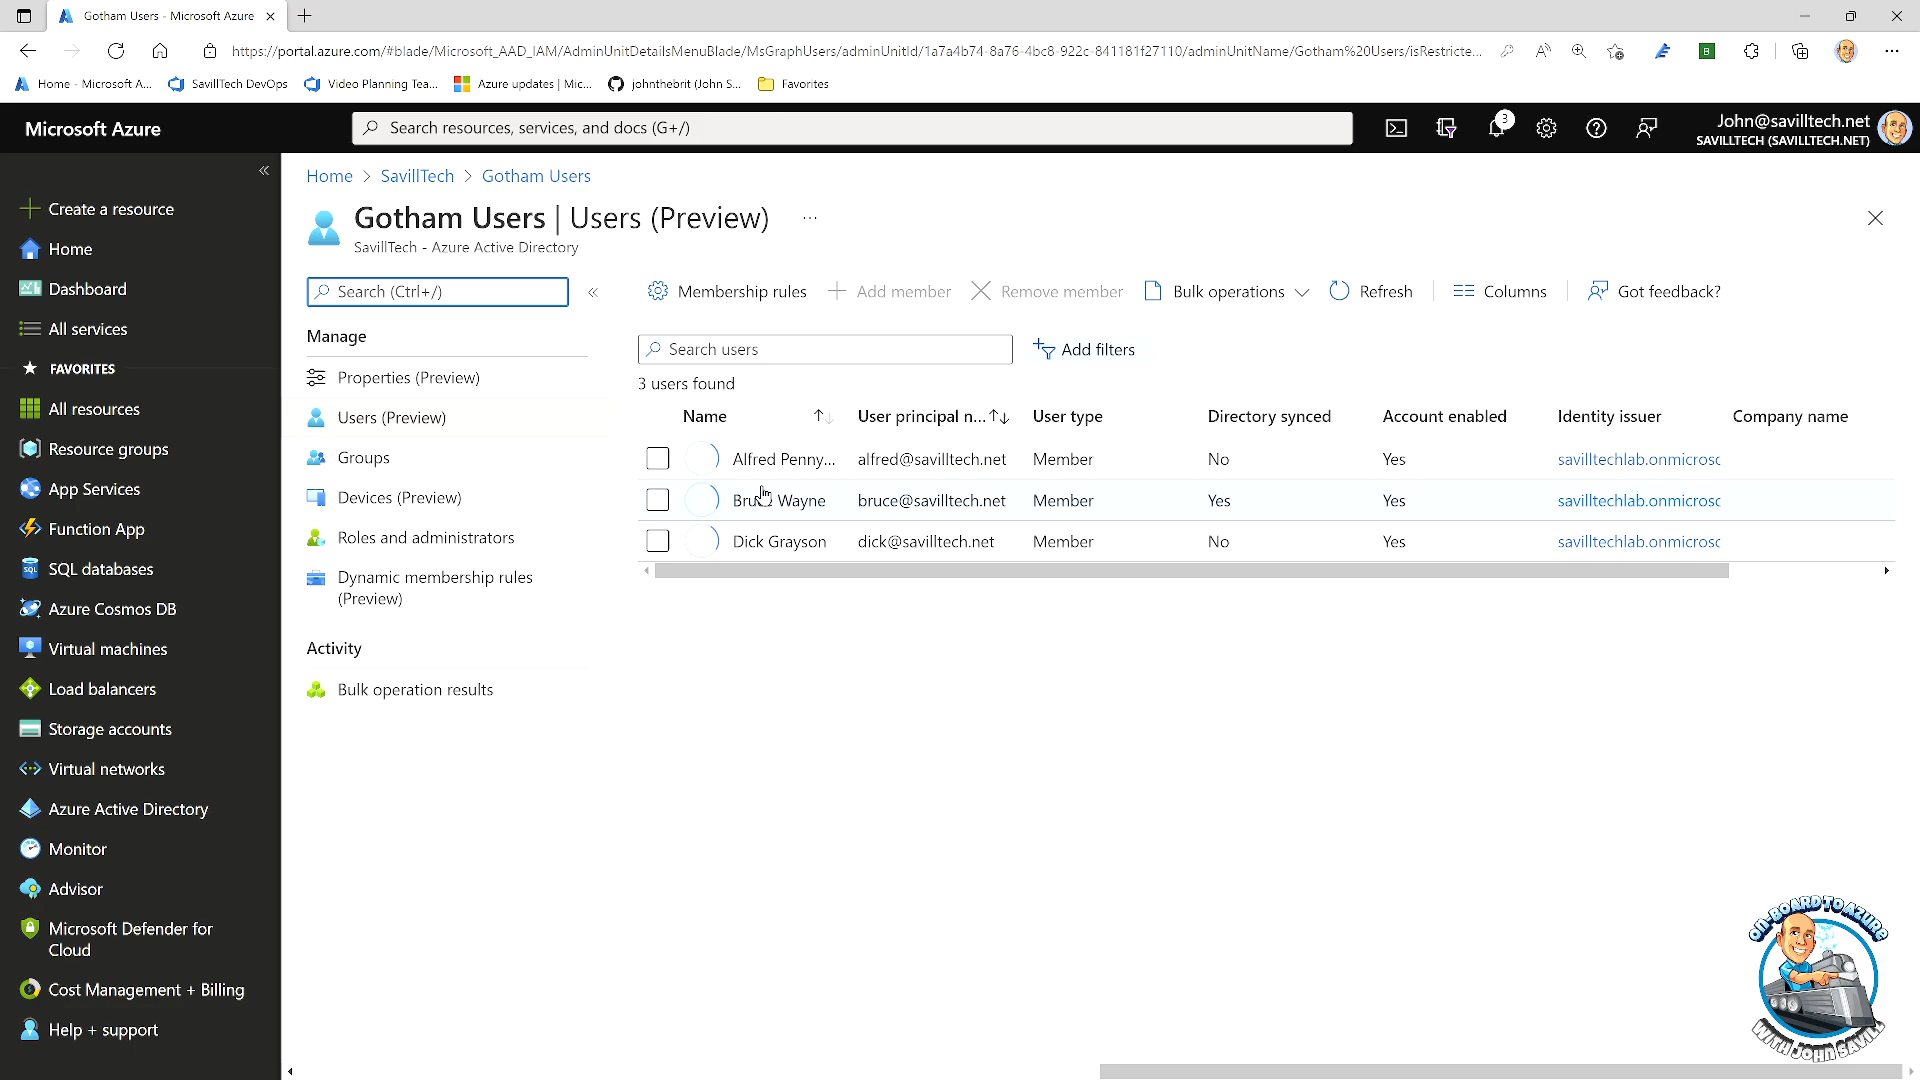 Gotham Users - Microsoft Azure
https://portal.azure.com/#blade/Microsoft_AAD_IAM/AdminUnitDetailsMenuBlade/MsGraphUsers/adminUnitId/1a7a4b74-8a76-4bc8-922c-841181f27110/adminUnitName/Gotham%20Users/isRestricte...
Home - Microsoft A...
SavillTech DevOps
Video Planning Tea...
Azure updates | Mic...
johnthebrit (John S...
Favorites
Microsoft Azure
Search resources, services, and docs (G+/)
3
John@savilltech.net
SAVILLTECH (SAVILLTECH.NET)
Create a resource
Home
Dashboard
All services
FAVORITES
All resources
Resource groups
App Services
Function App
SQL databases
Azure Cosmos DB
Virtual machines
Load balancers
Storage accounts
Virtual networks
Azure Active Directory
Monitor
Advisor
Microsoft Defender for
Cloud
Cost Management + Billing
Help + support
Home > SavillTech > Gotham Users
Gotham Users | Users (Preview) ...
SavillTech - Azure Active Directory
Search (Ctrl+/)
Manage
Properties (Preview)
Users (Preview)
Groups
Devices (Preview)
Roles and administrators
Dynamic membership rules
(Preview)
Activity
Bulk operation results
Membership rules
Add member
Remove member
Bulk operations
Refresh
Columns
Got feedback?
Search users
Add filters
3 users found
Name User principal n... User type Directory synced Account enabled Identity issuer Company name
Alfred Penny... alfred@savilltech.net Member No Yes savilltechlab.onmicrosc
Bruce Wayne bruce@savilltech.net Member Yes Yes savilltechlab.onmicrosc
Dick Grayson dick@savilltech.net Member No Yes savilltechlab.onmicrosc
ON-BOARD TO AZURE
WITH JOHN SAVILL